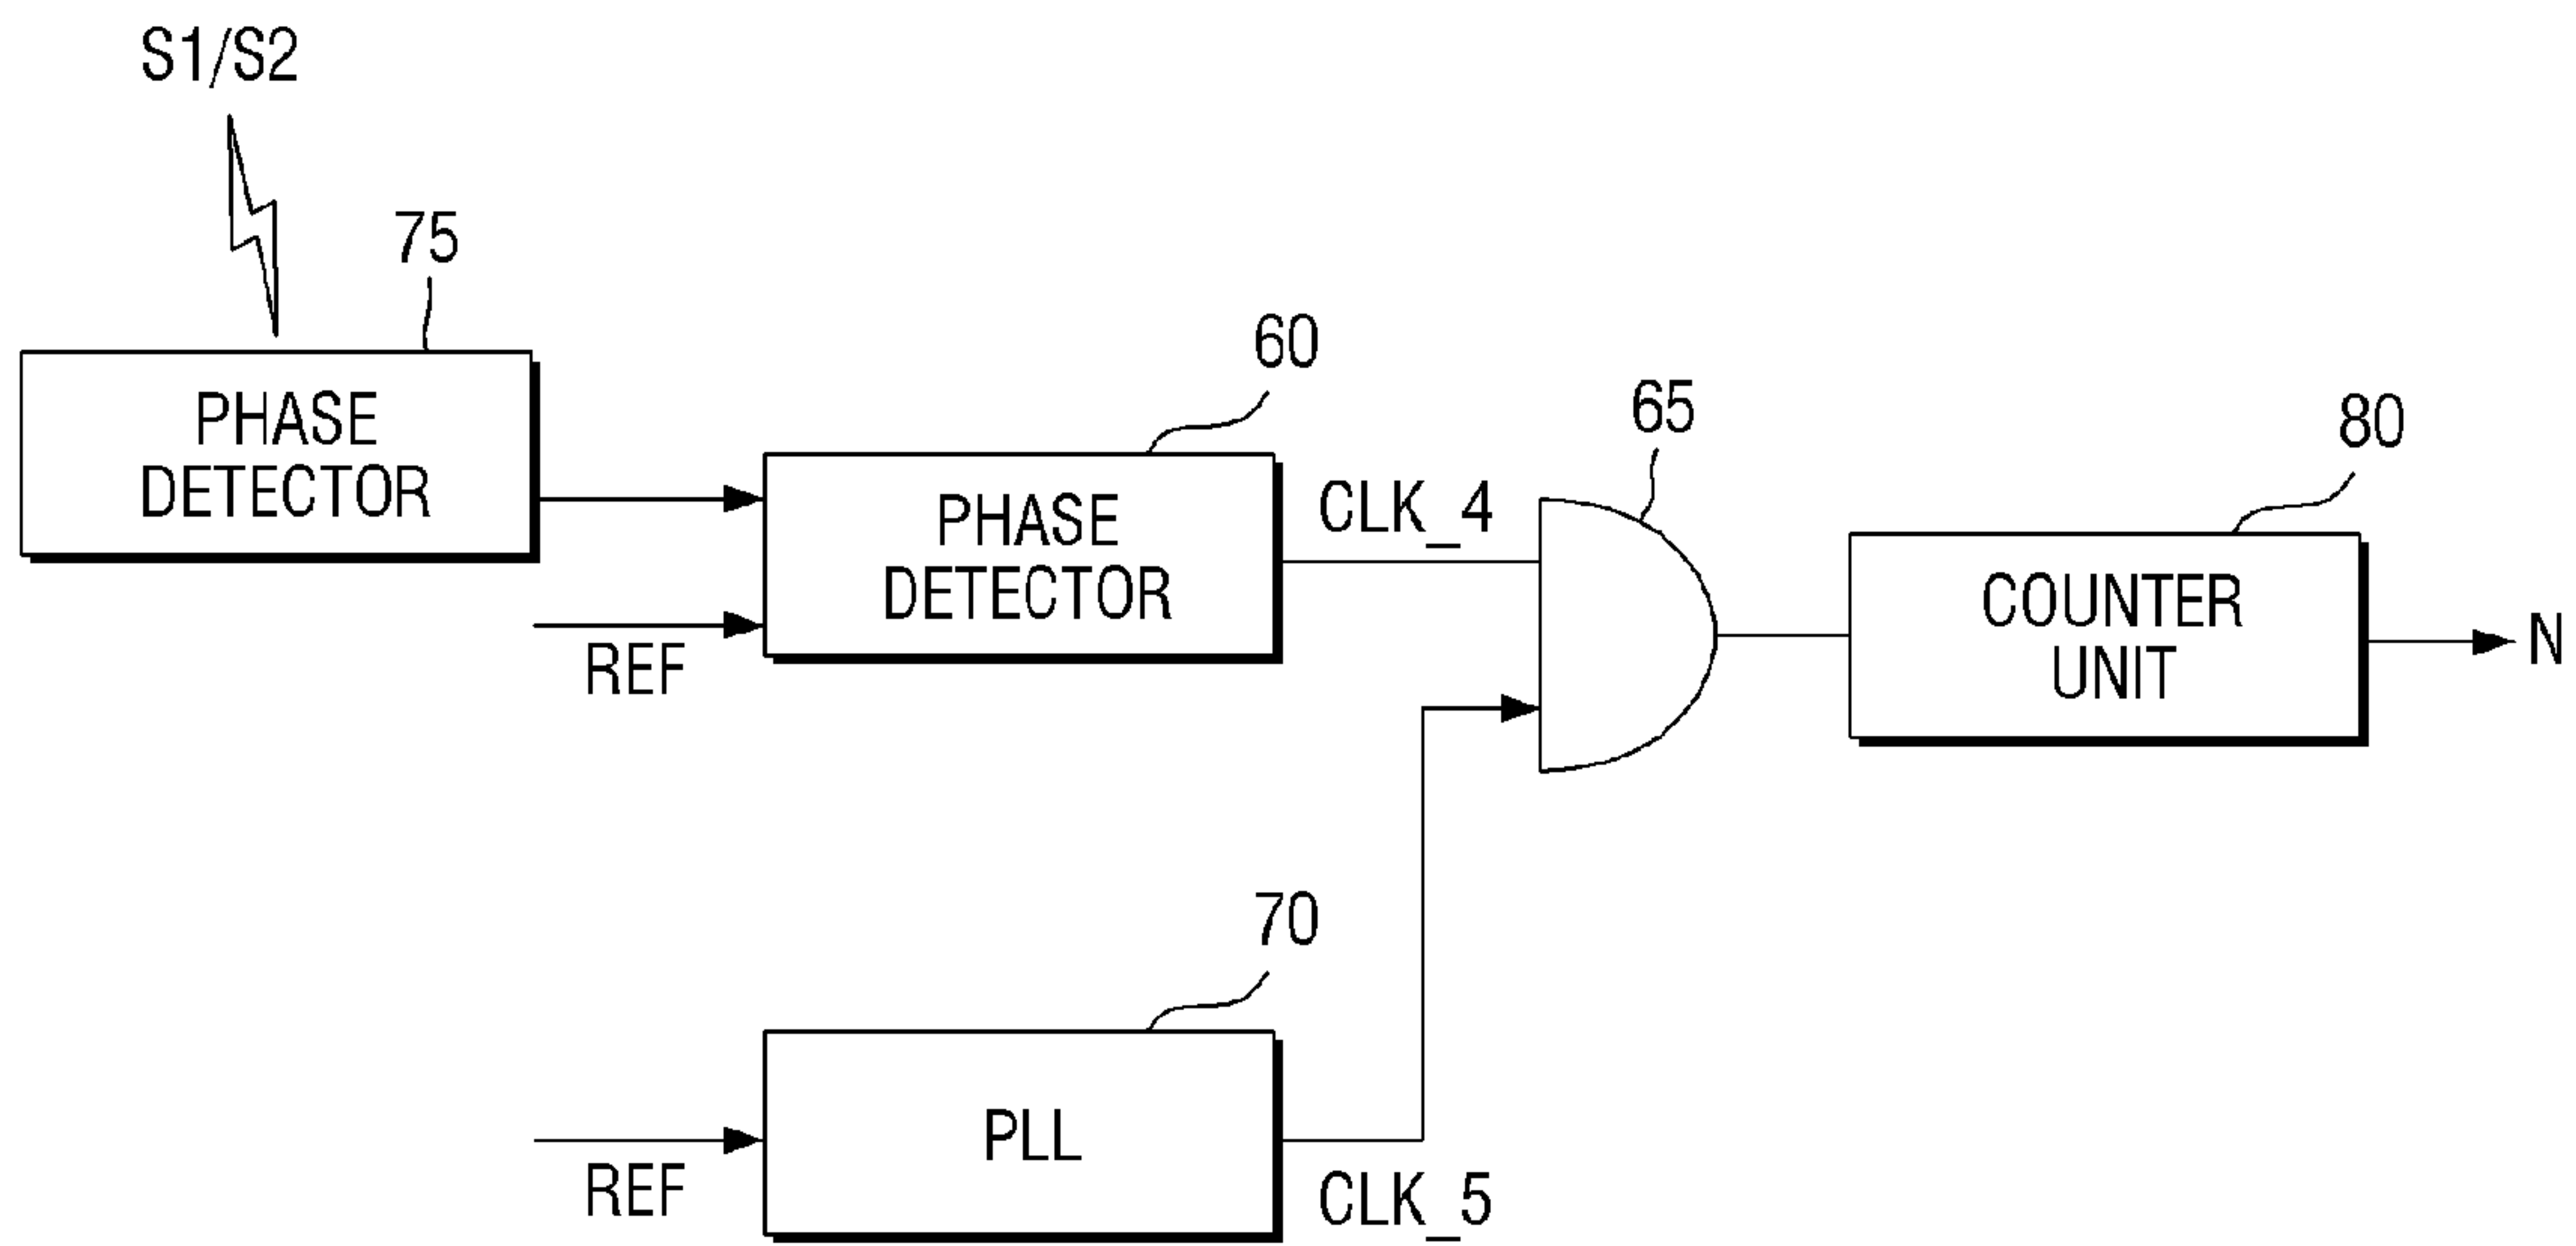 S1/S2
75
PHASE
DETECTOR
60
PHASE
DETECTOR
REF
CLK_4
65
80
COUNTER
UNIT
N
70
PLL
REF
CLK_5